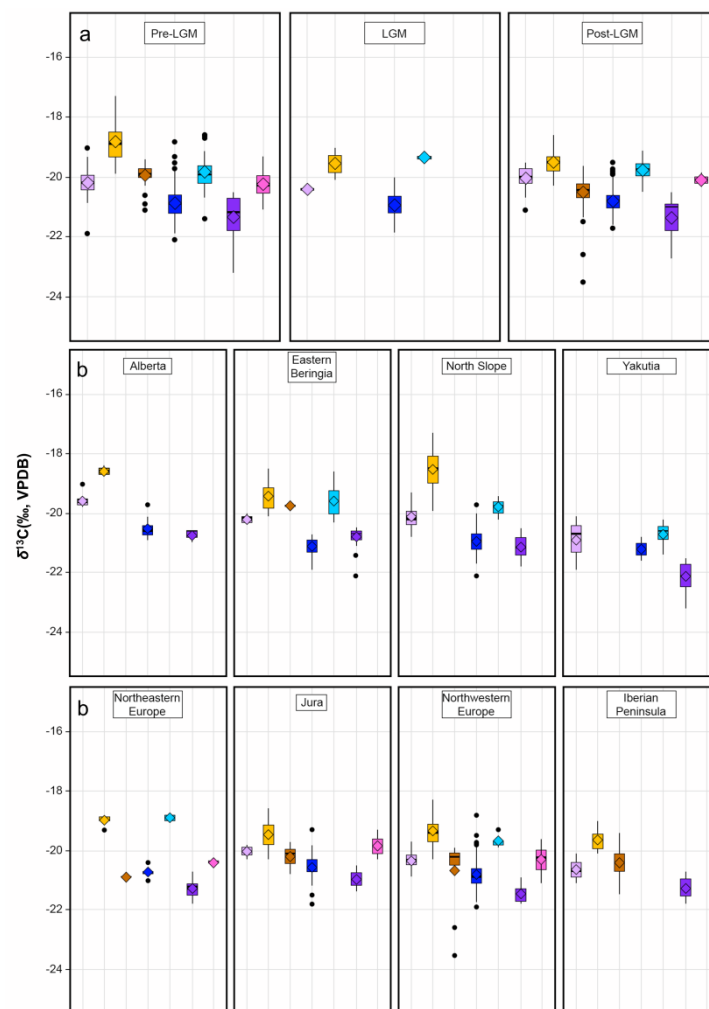 a
Pre-LGM
LGM
Post-LGM
-16
-18
-20
-22
-24
b
Alberta
Eastern
Beringia
North Slope
Yakutia
-16
-18
-20
-22
-24
δ¹³C(‰, VPDB)
b
Northeastern
Europe
Jura
Northwestern
Europe
Iberian
Peninsula
-16
-18
-20
-22
-24